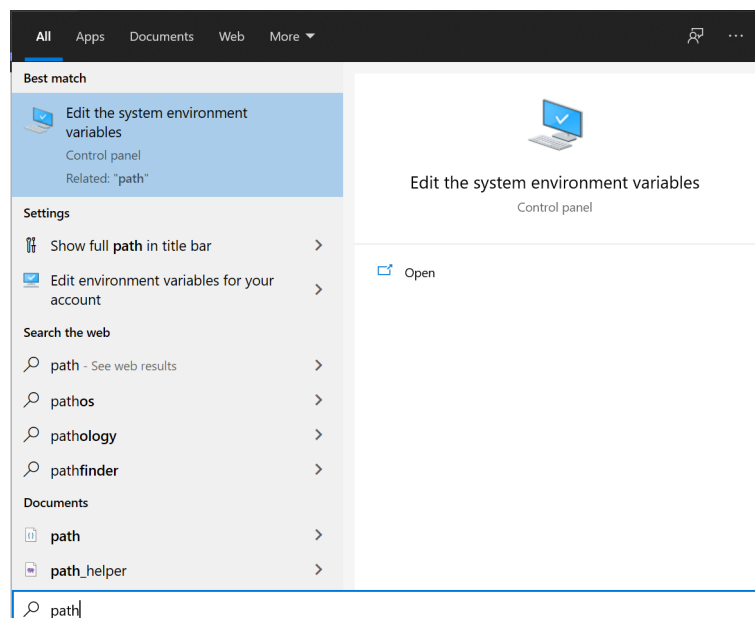 All Apps Documents Web More
Best match
Edit the system environment
variables
Control panel
Related: "path"
Settings
Show full path in title bar
Edit environment variables for your
account
Search the web
path - See web results
pathos
pathology
pathfinder
Documents
path
path_helper
path
Edit the system environment variables
Control panel
Open